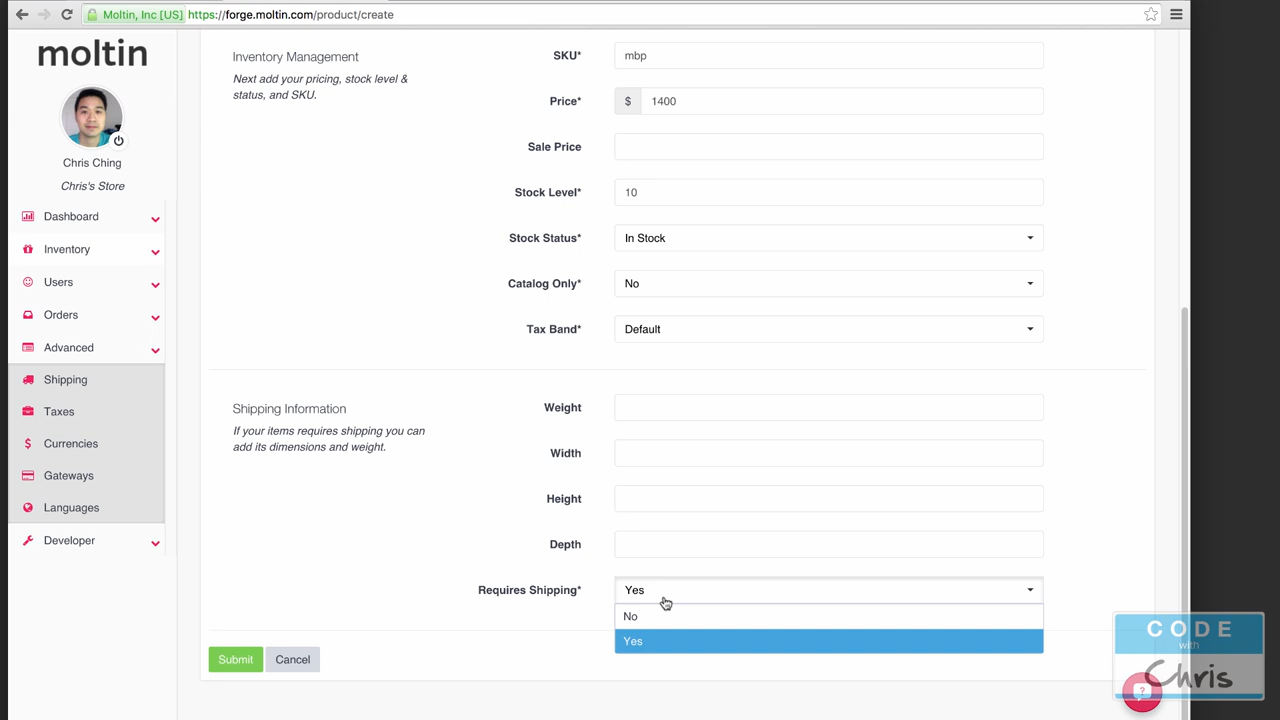 Moltin, Inc [US]
https://forge.moltin.com/product/create
moltin
Chris Ching
Chris's Store
Dashboard
Inventory
Users
Orders
Advanced
Shipping
Taxes
Currencies
Gateways
Languages
Developer
Inventory Management
Next add your pricing, stock level &
status, and SKU.
SKU* mbp
Price* $ 1400
Sale Price
Stock Level* 10
Stock Status* In Stock
Catalog Only* No
Tax Band* Default
Shipping Information
If your items requires shipping you can
add its dimensions and weight.
Weight
Width
Height
Depth
Requires Shipping* Yes
No
Yes
Submit Cancel
CODE
with
Chris
?